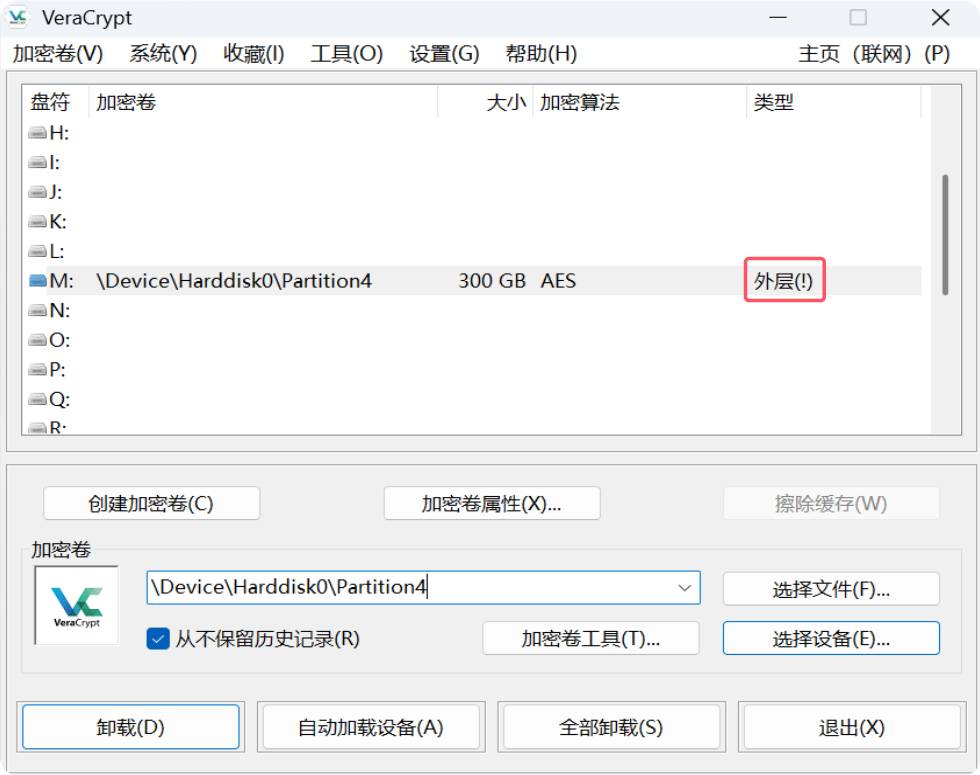 VeraCrypt
加密卷(V) 系统(Y) 收藏(I) 工具(O) 设置(G) 帮助(H) 主页（联网）(P)
盘符 加密卷 大小 加密算法 类型
H:
I:
J:
K:
L:
M: \Device\Harddisk0\Partition4 300 GB AES 外层(!)
N:
O:
P:
Q:
R:
创建加密卷(C) 加密卷属性(X)... 擦除缓存(W)
加密卷
VeraCrypt
\Device\Harddisk0\Partition4 选择文件(F)...
从不保留历史记录(R) 加密卷工具(T)... 选择设备(E)...
卸载(D) 自动加载设备(A) 全部卸载(S) 退出(X)